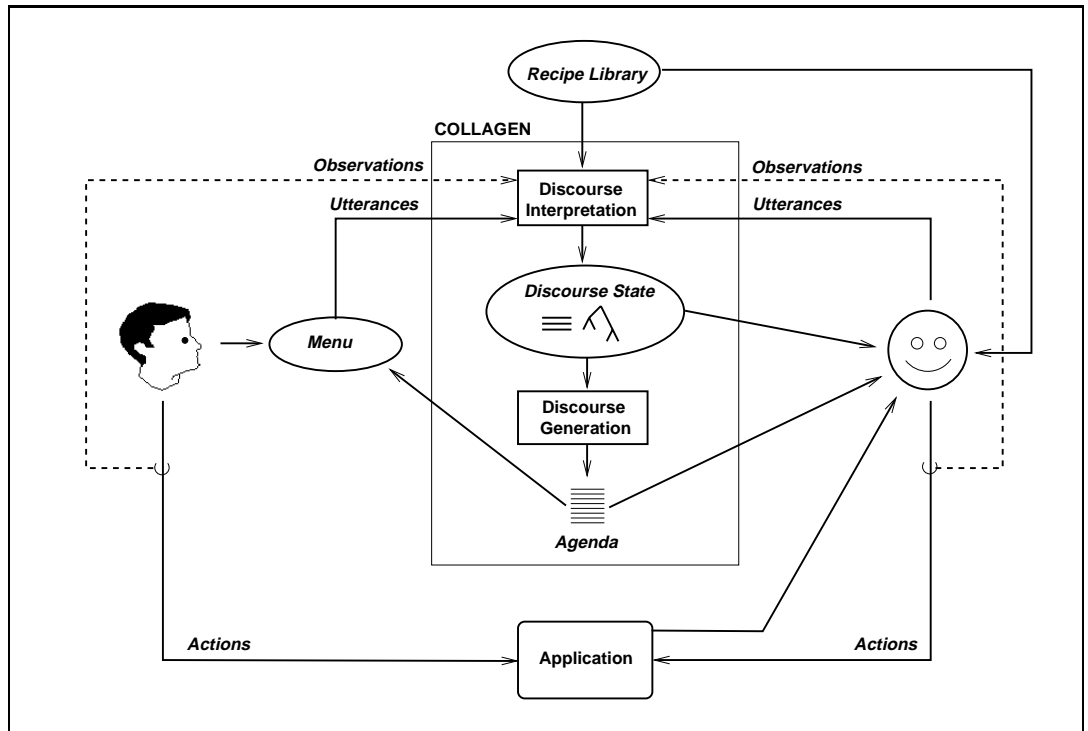 Recipe Library
COLLAGEN
Observations
Observations
Discourse
Interpretation
Utterances
Utterances
Discourse State
Menu
Discourse
Generation
Agenda
Actions
Application
Actions